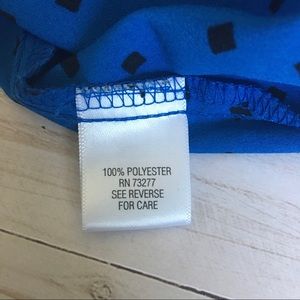 100% POLYESTER
RN 73277
SEE REVERSE
FOR CARE